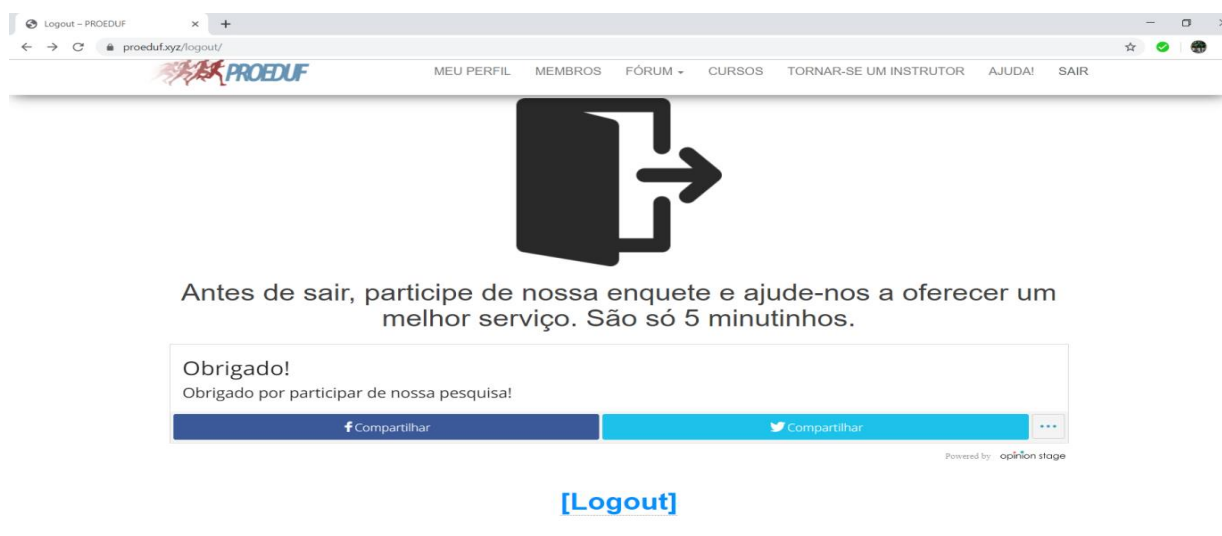 Logout – PROEDUF
proeduf.xyz/logout/
PROEDUF MEU PERFIL MEMBROS FÓRUM CURSOS TORNAR-SE UM INSTRUTOR AJUDA! SAIR
Antes de sair, participe de nossa enquete e ajude-nos a oferecer um
melhor serviço. São só 5 minutinhos.
Obrigado!
Obrigado por participar de nossa pesquisa!
Compartilhar Compartilhar ...
Powered by opinion stage
[Logout]